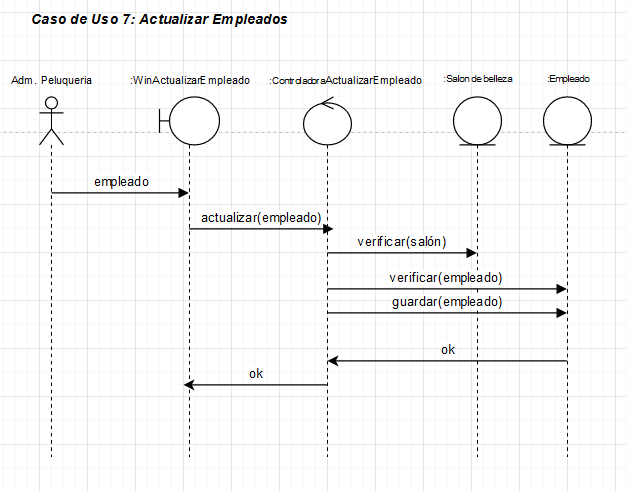 Caso de Uso 7: Actualizar Empleados
Adm. Peluqueria
:WinActualizarEmpleado
:ControladoraActualizarEmpleado
:Salon de belleza
:Empleado
empleado
actualizar(empleado)
verificar(salón)
verificar(empleado)
guardar(empleado)
ok
ok